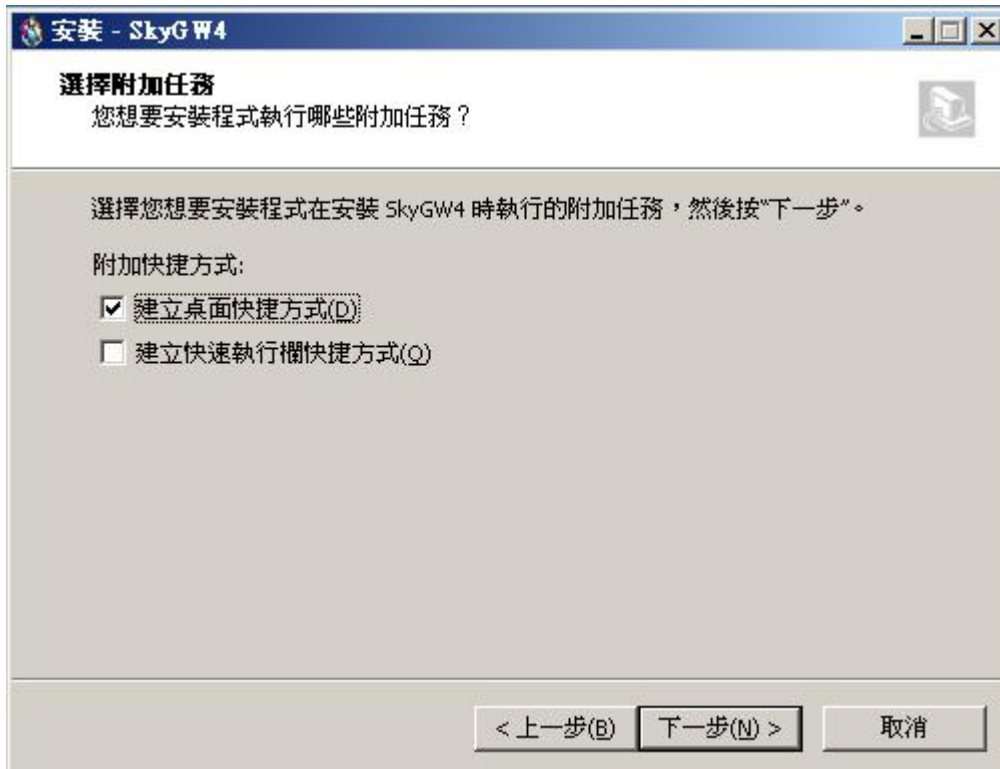 安裝 - SkyGW4
選擇附加任務
您想要安裝程式執行哪些附加任務？
選擇您想要安裝程式在安裝 SkyGW4 時執行的附加任務，然後按"下一步"。
附加快捷方式:
建立桌面快捷方式(D)
建立快速執行欄快捷方式(Q)
< 上一步(B) 下一步(N) > 取消